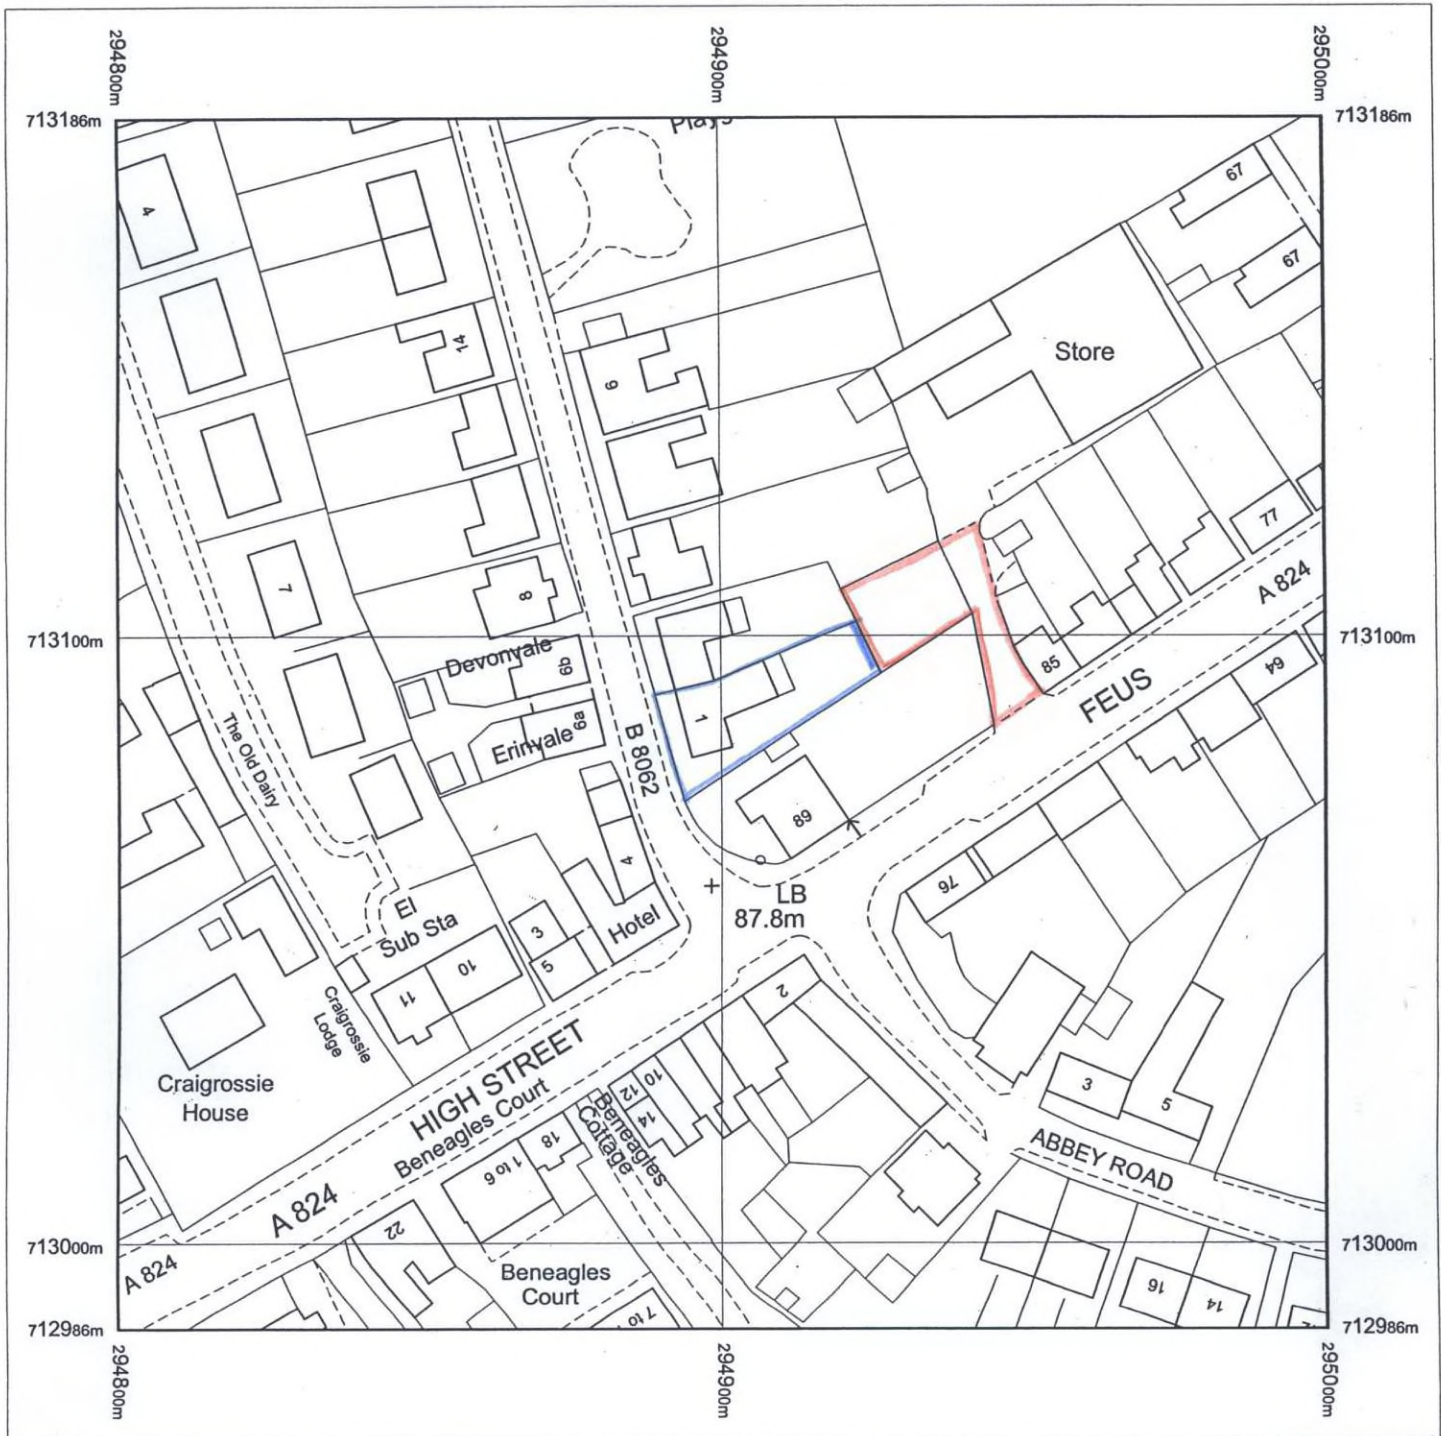 294800m
294900m
295000m
713186m
713186m
Plays
67
4
67
14
Store
9
77
7
8
A 824
713100m
713100m
Devonvale
6b
85
64
FEUS
1
6a
Erinvale
B 8062
The Old Dairy
89
4
76
LB
87.8m
El
Sub Sta
Hotel
3
5
10
11
2
Craigrossie
Lodge
HIGH STREET
Beneagles Court
Craigrossie
House
10
12
14
Beneagles
Cottage
3
5
18
1 to 6
ABBEY ROAD
A 824
22
713000m
713000m
A 824
Beneagles
Court
16
14
7 to
712986m
712986m
294800m
294900m
295000m